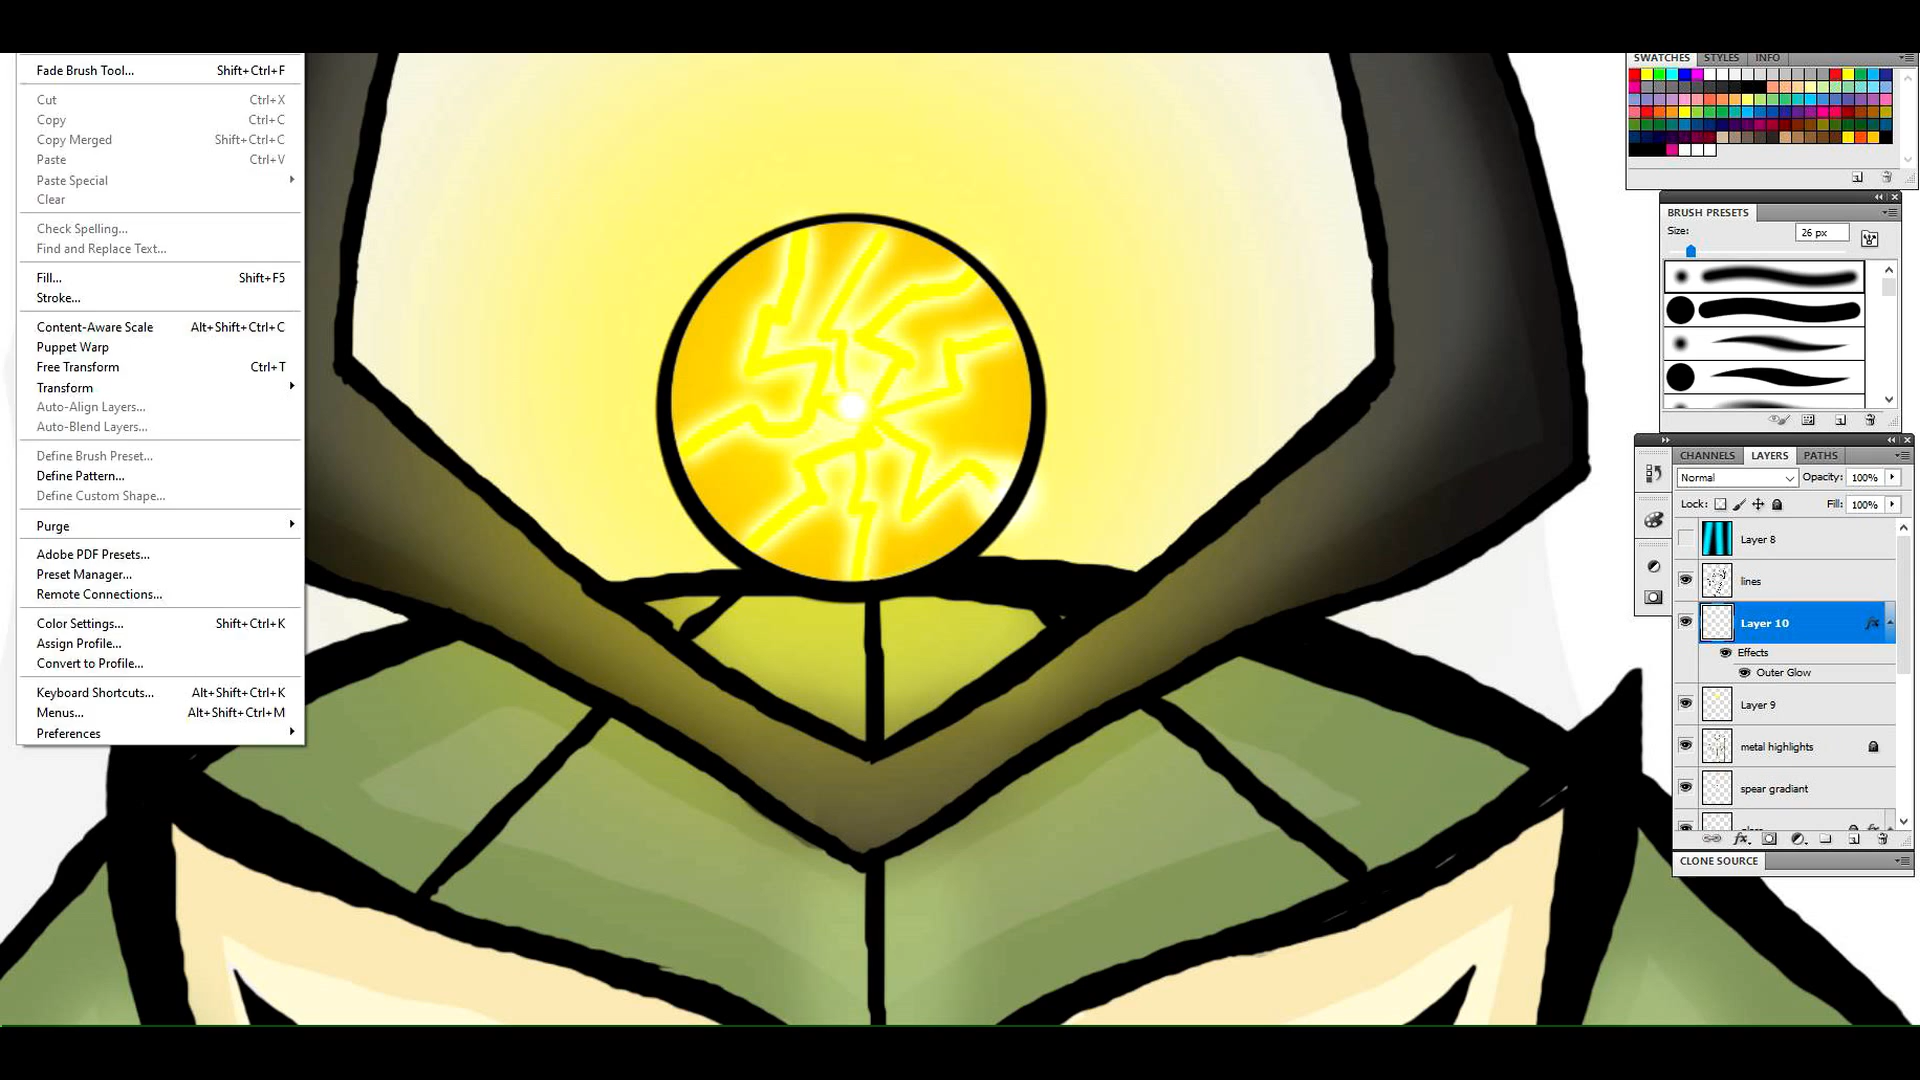 Fade Brush Tool... Shift+Ctrl+F
Cut Ctrl+X
Copy Ctrl+C
Copy Merged Shift+Ctrl+C
Paste Ctrl+V
Paste Special
Clear
Check Spelling...
Find and Replace Text...
Fill... Shift+F5
Stroke...
Content-Aware Scale Alt+Shift+Ctrl+C
Puppet Warp
Free Transform Ctrl+T
Transform
Auto-Align Layers...
Auto-Blend Layers...
Define Brush Preset...
Define Pattern...
Define Custom Shape...
Purge
Adobe PDF Presets...
Preset Manager...
Remote Connections...
Color Settings... Shift+Ctrl+K
Assign Profile...
Convert to Profile...
Keyboard Shortcuts... Alt+Shift+Ctrl+K
Menus... Alt+Shift+Ctrl+M
Preferences
SWATCHES STYLES INFO
BRUSH PRESETS
Size: 26 px
CHANNELS LAYERS PATHS
Normal Opacity: 100%
Lock: Fill: 100%
Layer 8
lines
Layer 10 fx
Effects
Outer Glow
Layer 9
metal highlights
spear gradiant
CLONE SOURCE